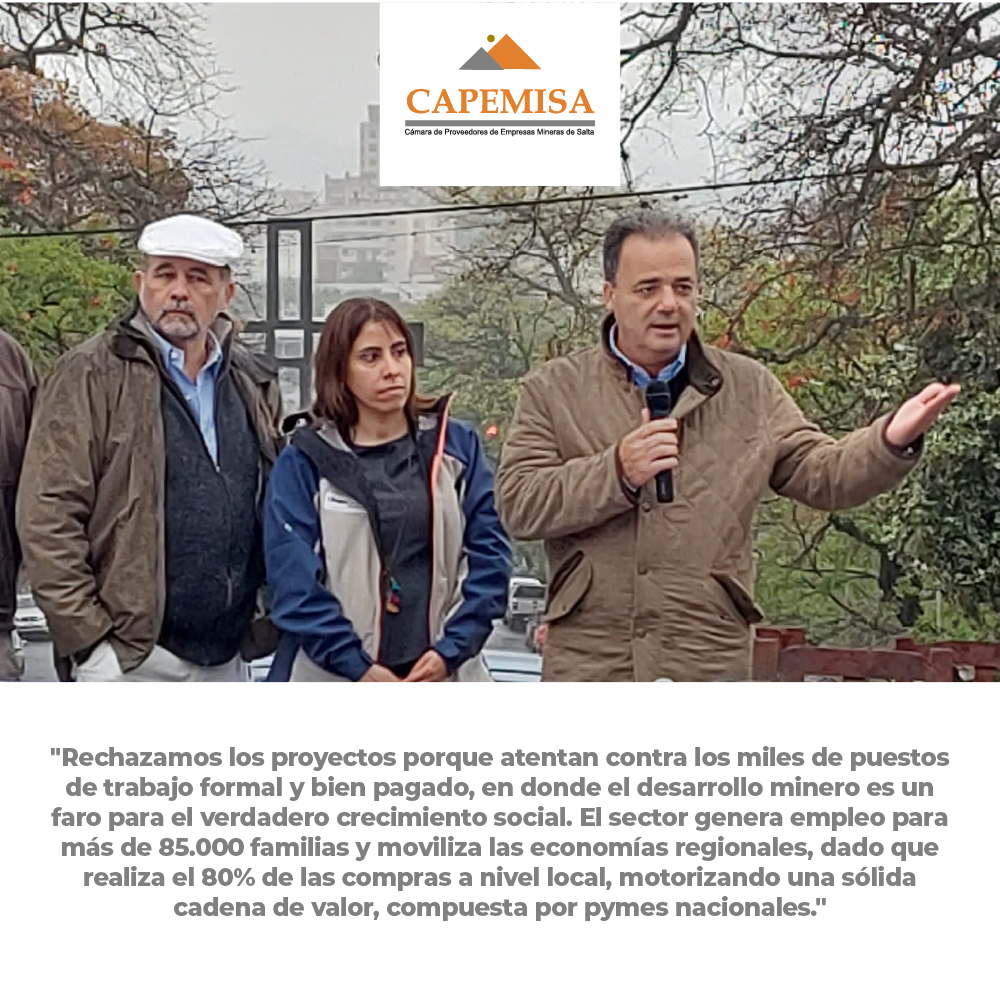 CAPEMISA
Cámara de Proveedores de Empresas Mineras de Salta
"Rechazamos los proyectos porque atentan contra los miles de puestos
de trabajo formal y bien pagado, en donde el desarrollo minero es un
faro para el verdadero crecimiento social. El sector genera empleo para
más de 85.000 familias y moviliza las economías regionales, dado que
realiza el 80% de las compras a nivel local, motorizando una sólida
cadena de valor, compuesta por pymes nacionales."